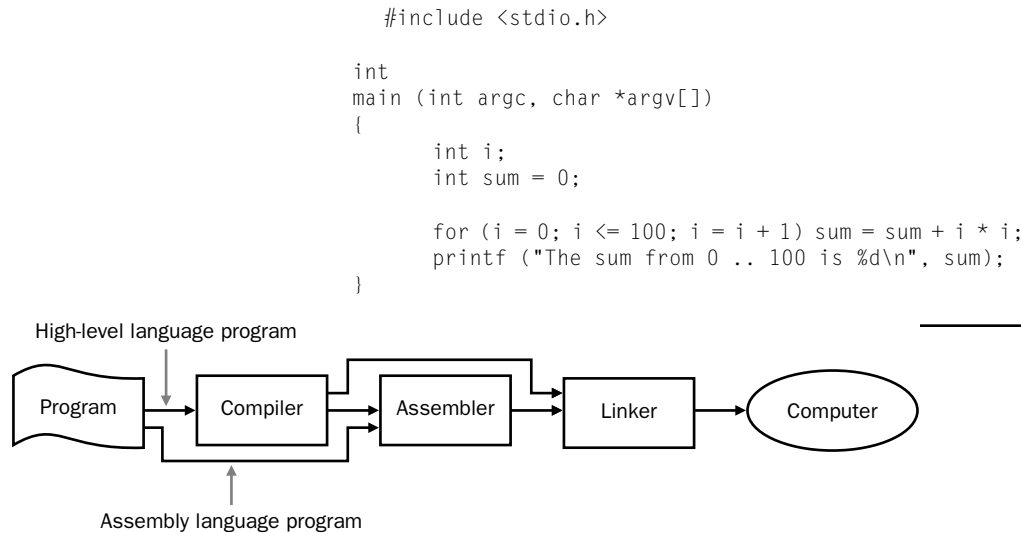 #include <stdio.h>
int
main (int argc, char *argv[])
{
int i;
int sum = 0;
for (i = 0; i <= 100; i = i + 1) sum = sum + i * i;
printf ("The sum from 0 .. 100 is %d\n", sum);
}
High-level language program
Program
Compiler
Assembler
Linker
Computer
Assembly language program